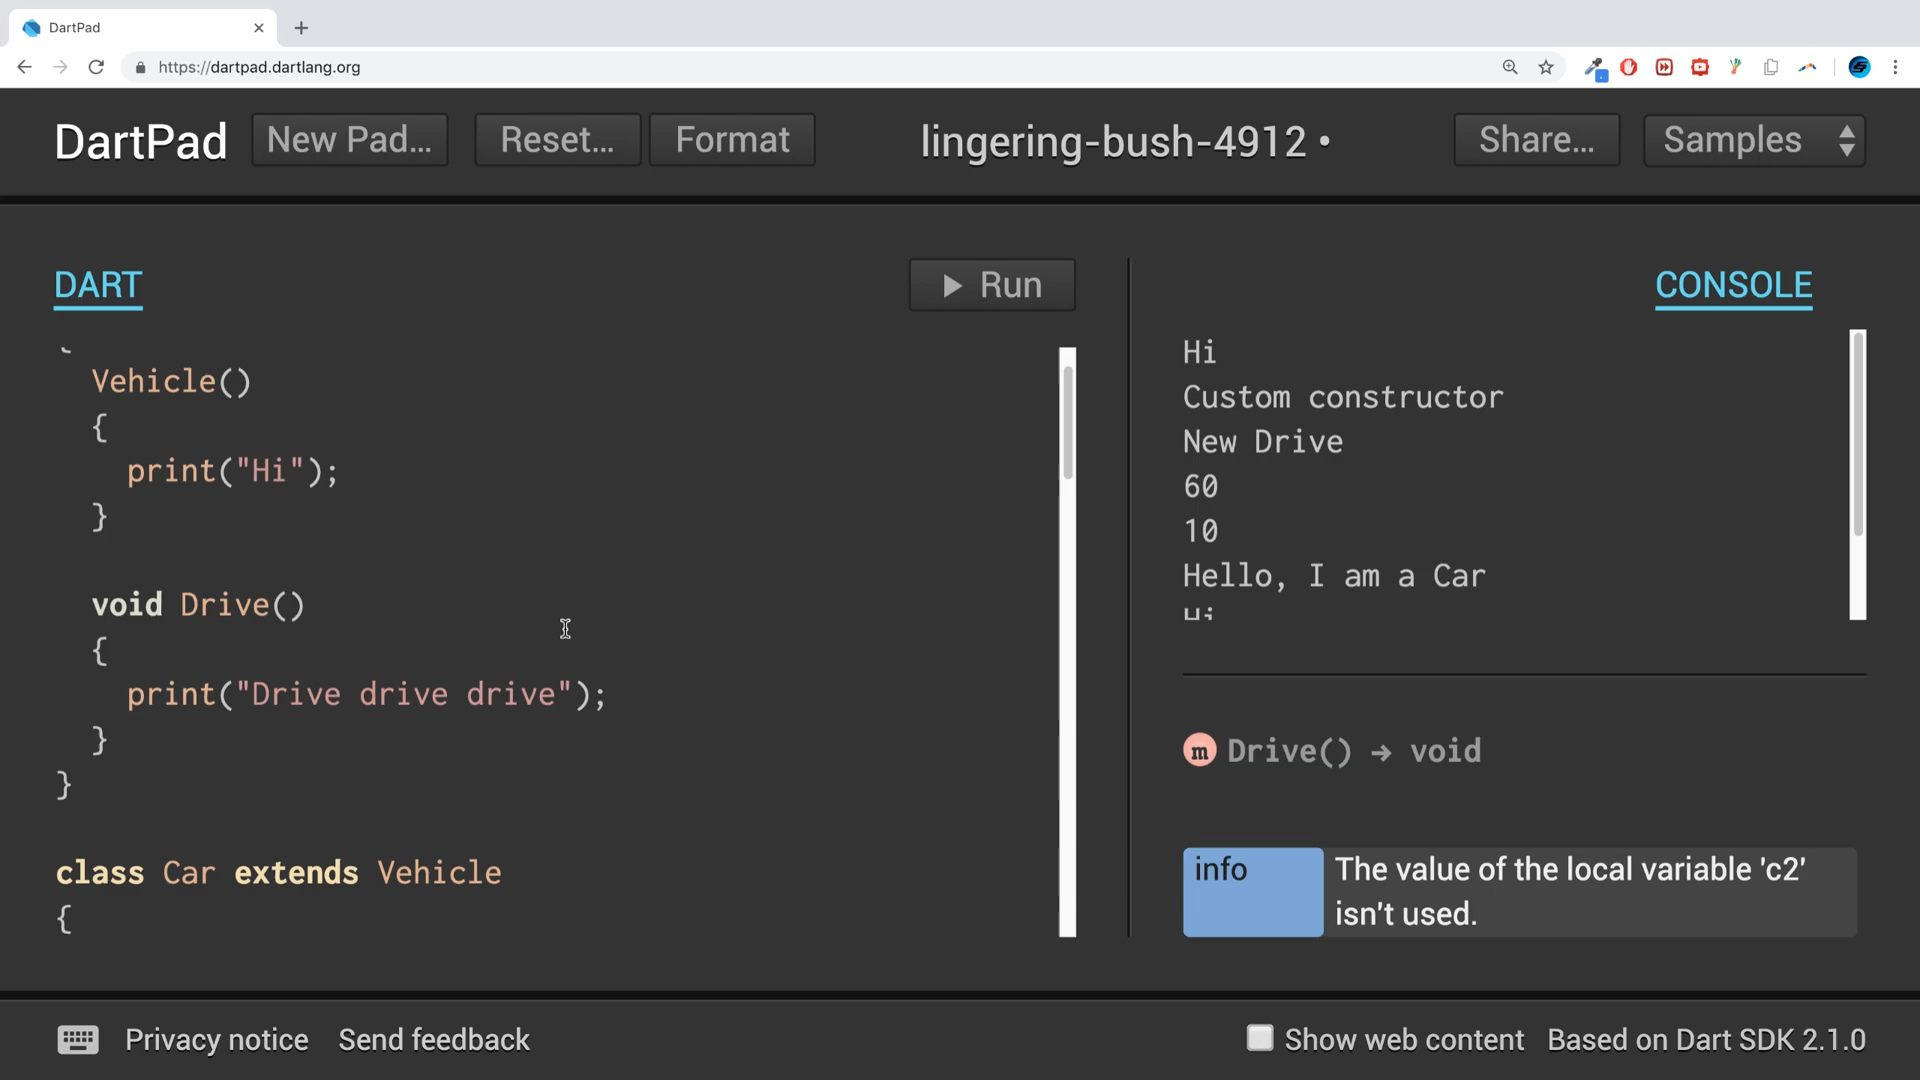 DartPad
https://dartpad.dartlang.org
DartPad
New Pad...
Reset...
Format
lingering-bush-4912 •
Share...
Samples
DART
Run
CONSOLE
{
Vehicle()
{
print("Hi");
}
void Drive()
{
print("Drive drive drive");
}
}
class Car extends Vehicle
{
Hi
Custom constructor
New Drive
60
10
Hello, I am a Car
Hi
m Drive() → void
info
The value of the local variable 'c2'
isn't used.
Privacy notice
Send feedback
Show web content
Based on Dart SDK 2.1.0